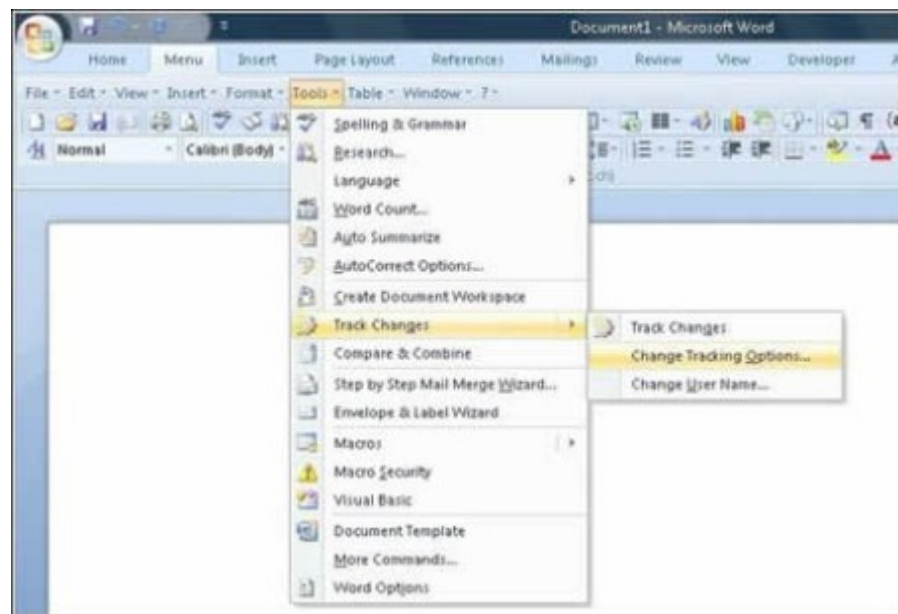 Document1 - Microsoft Word
Home Menu Insert Page Layout References Mailings Review View Developer
File Edit View Insert Format Tools Table Window ?
Normal Calibri (Body)
Spelling & Grammar
Research...
Language
Word Count...
Auto Summarize
AutoCorrect Options...
Create Document Workspace
Track Changes
Track Changes
Compare & Combine
Change Tracking Options...
Step by Step Mail Merge Wizard...
Change User Name...
Envelope & Label Wizard
Macros
Macro Security
Visual Basic
Document Template
More Commands...
Word Options